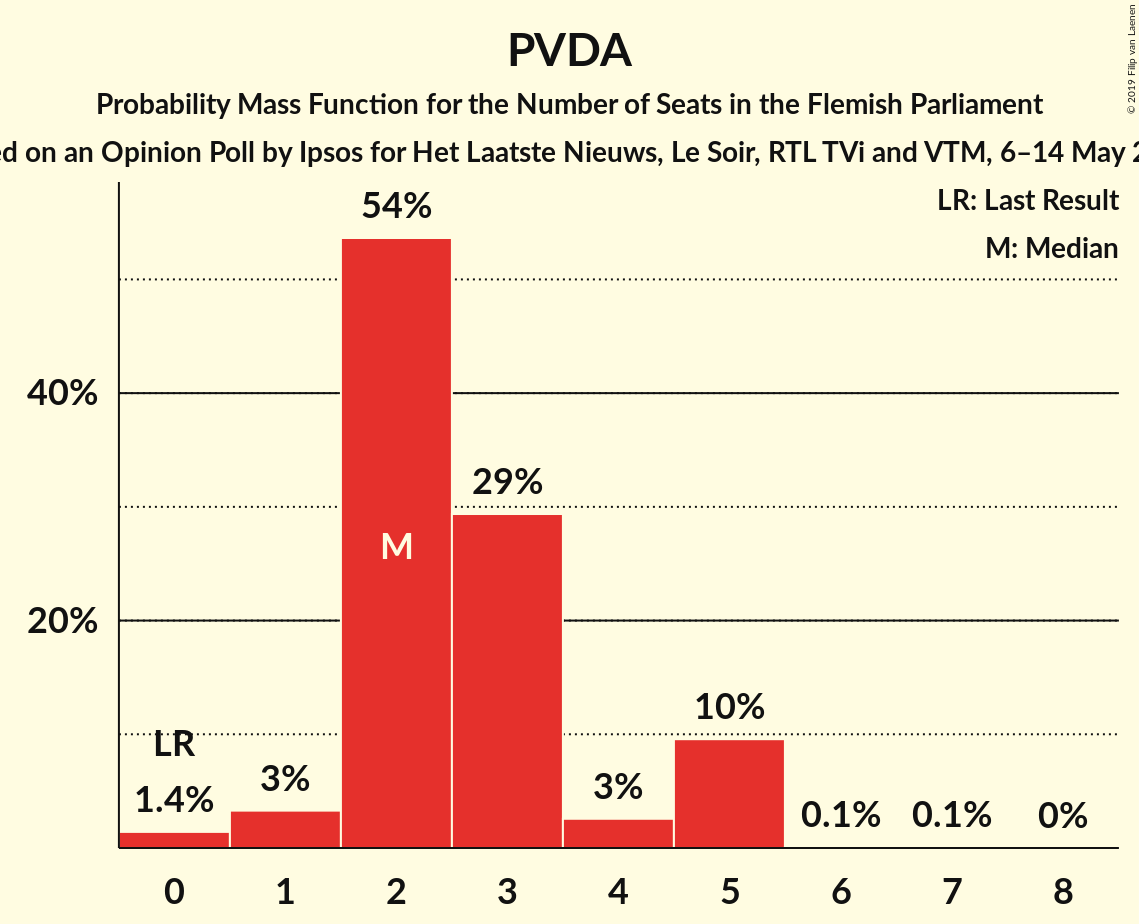 © 2019 Filip van Laenen
PVDA
Probability Mass Function for the Number of Seats in the Flemish Parliament
on an Opinion Poll by Ipsos for Het Laatste Nieuws, Le Soir, RTL TVi and VTM, 6–14 May
LR: Last Result
M: Median
54%
40%
29%
M
20%
LR
10%
3%
3%
1.4%
0.1%
0.1%
0%
0 1 2 3 4 5 6 7 8